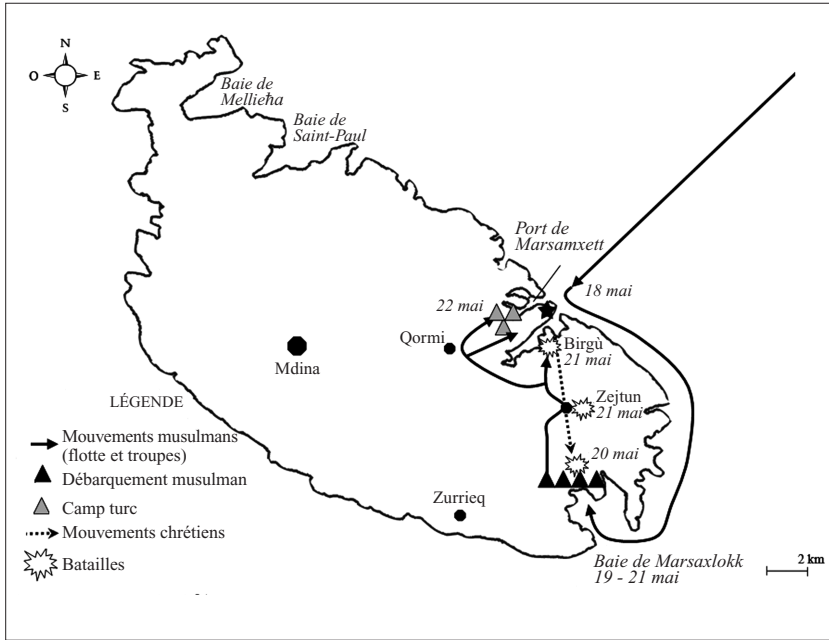 N
O
E
S
Baie de
Mellieħa
Baie de
Saint-Paul
Port de
Marsamxett
22 mai
18 mai
Qormi
Birgù
21 mai
Mdina
Zejtun
21 mai
20 mai
Zurrieq
Baie de Marsaxlokk
19 - 21 mai
2 km
LÉGENDE
Mouvements musulmans
(flotte et troupes)
Débarquement musulman
Camp turc
Mouvements chrétiens
Batailles